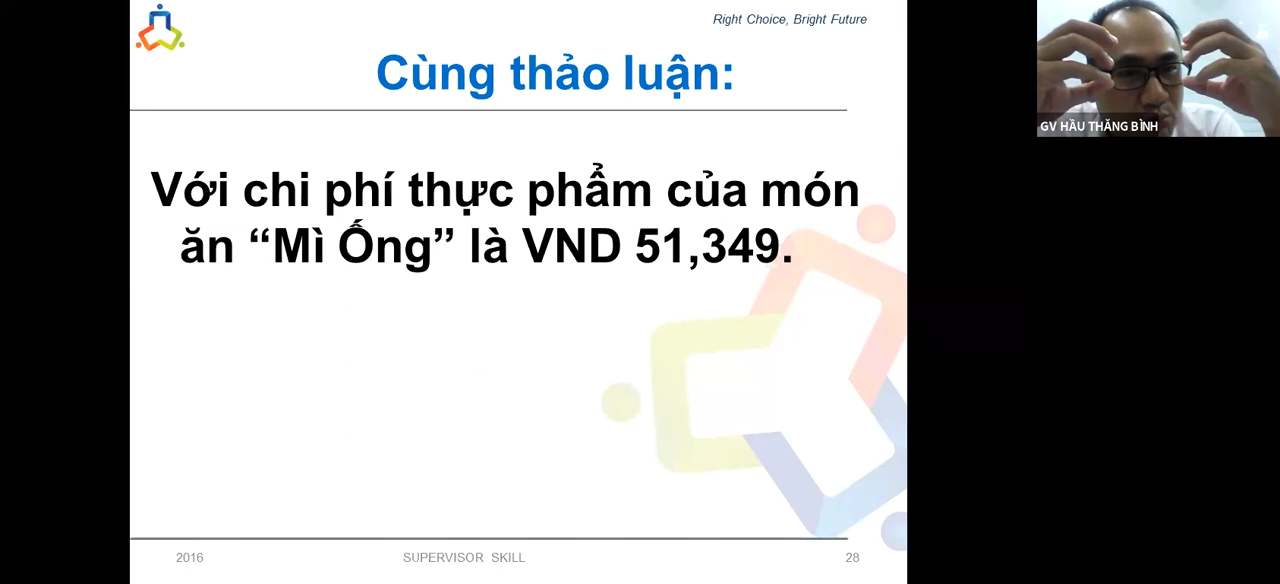 Right Choice, Bright Future
Cùng thảo luận:
Với chi phí thực phẩm của món
ăn “Mì Ống” là VND 51,349.
2016 SUPERVISOR SKILL 28
GV HẦU THĂNG BÌNH